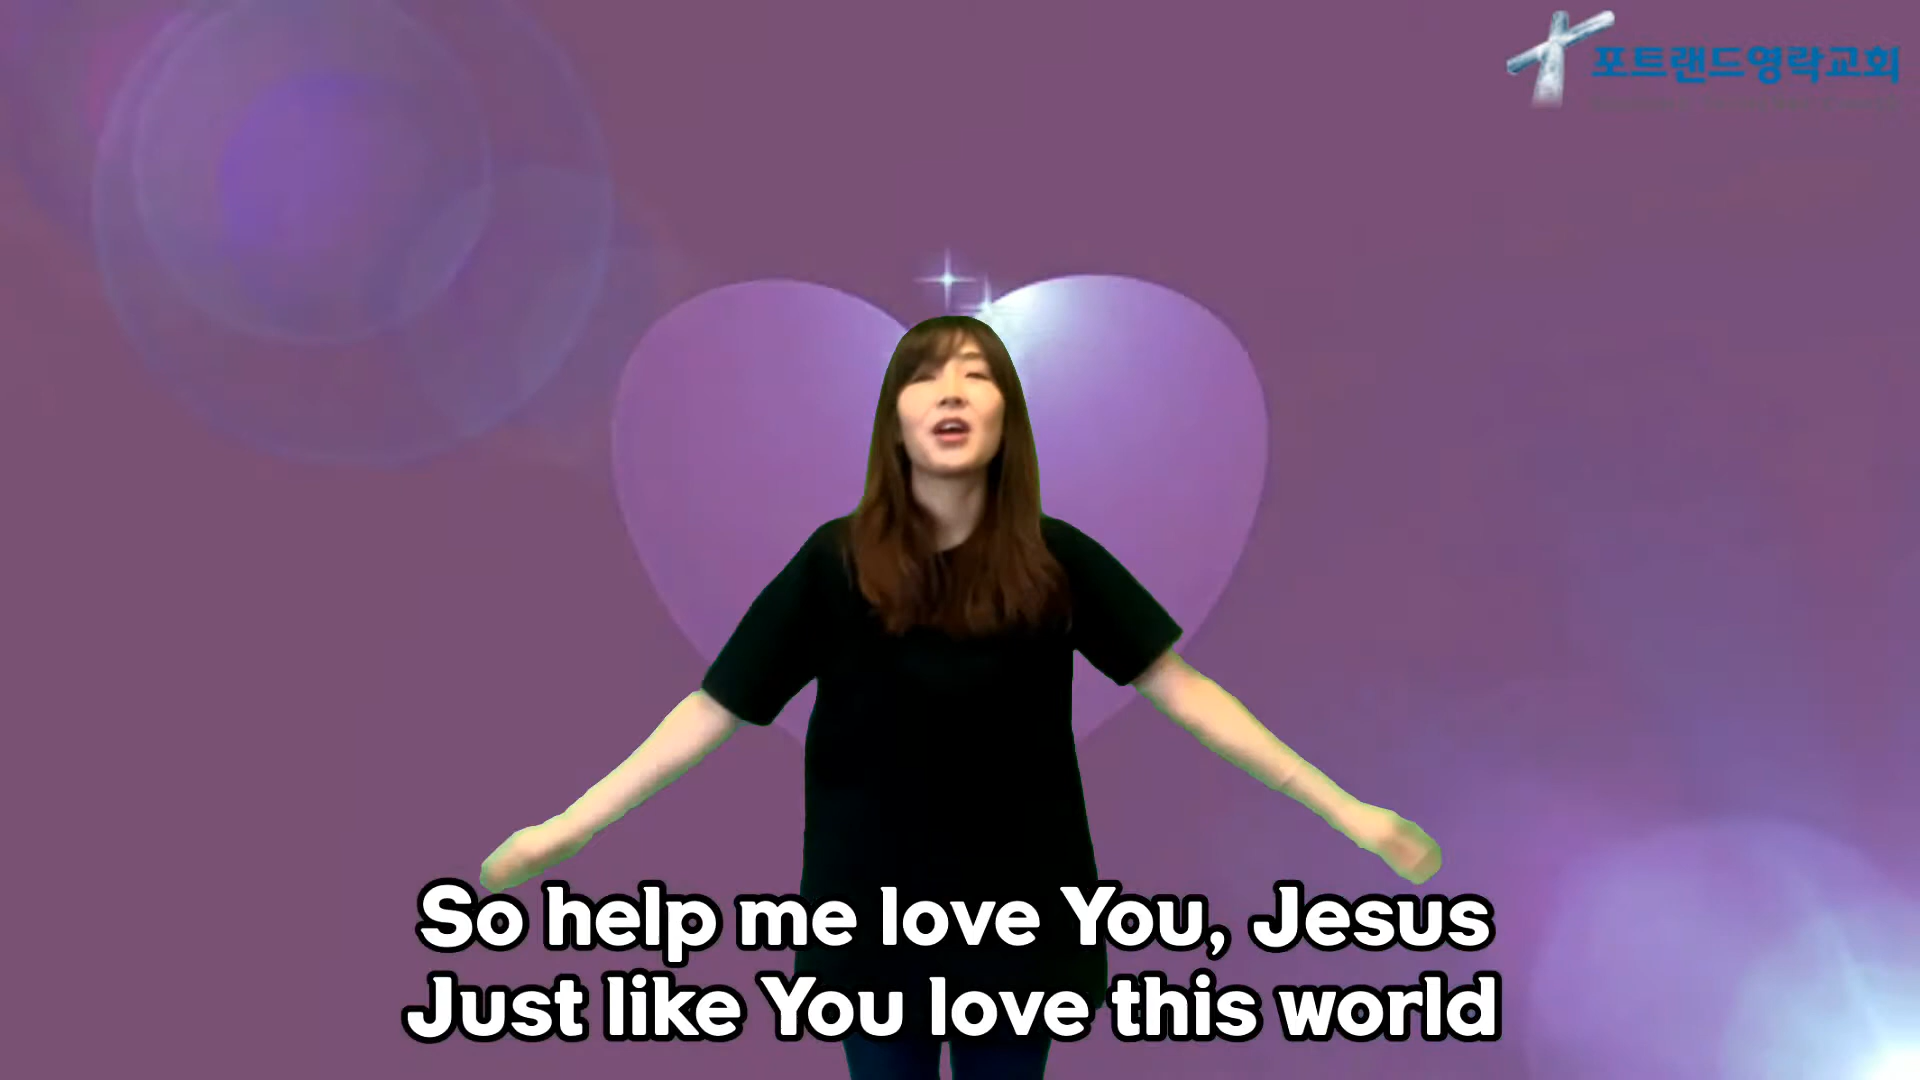 포트랜드영락교회
So help me love You, Jesus
Just like You love this world